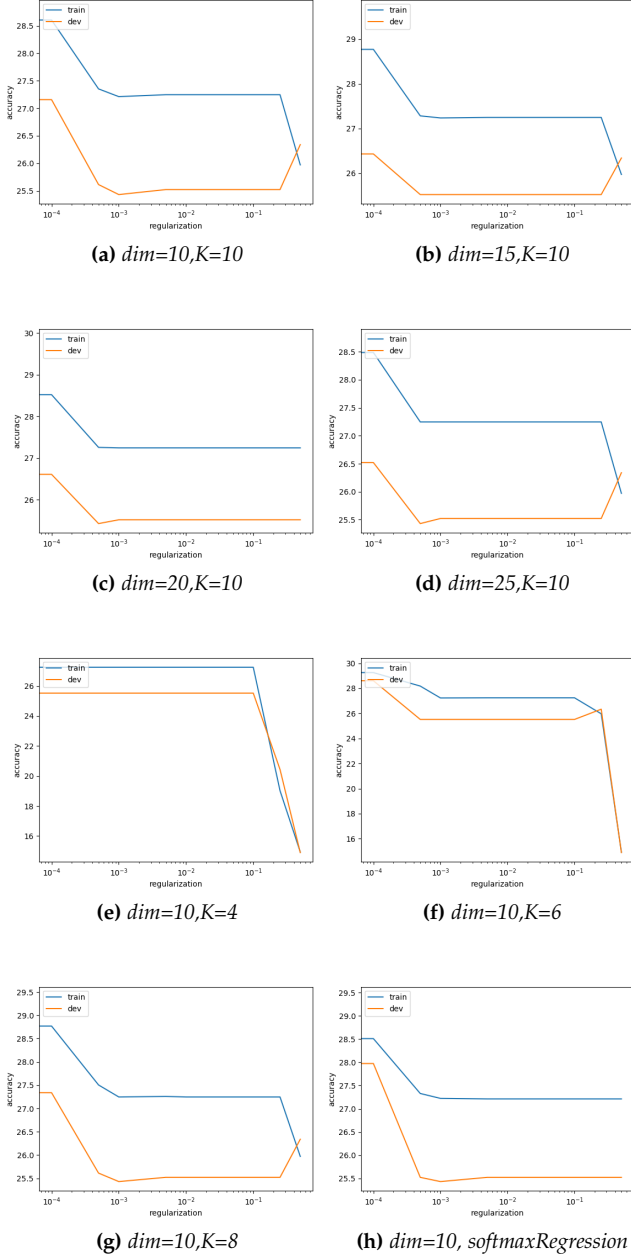 train
dev
28.5
28.0
27.5
27.0
26.5
26.0
25.5
accuracy
10⁻⁴ 10⁻³ 10⁻² 10⁻¹
regularization
(a) dim=10,K=10
train
dev
29
28
27
26
accuracy
10⁻⁴ 10⁻³ 10⁻² 10⁻¹
regularization
(b) dim=15,K=10
train
dev
30
29
28
27
26
accuracy
10⁻⁴ 10⁻³ 10⁻² 10⁻¹
regularization
(c) dim=20,K=10
train
dev
28.5
28.0
27.5
27.0
26.5
26.0
25.5
accuracy
10⁻⁴ 10⁻³ 10⁻² 10⁻¹
regularization
(d) dim=25,K=10
train
dev
26
24
22
20
18
16
accuracy
10⁻⁴ 10⁻³ 10⁻² 10⁻¹
regularization
(e) dim=10,K=4
train
dev
30
28
26
24
22
20
18
16
accuracy
10⁻⁴ 10⁻³ 10⁻² 10⁻¹
regularization
(f) dim=10,K=6
train
dev
29.5
29.0
28.5
28.0
27.5
27.0
26.5
26.0
25.5
accuracy
10⁻⁴ 10⁻³ 10⁻² 10⁻¹
regularization
(g) dim=10,K=8
train
dev
29.5
29.0
28.5
28.0
27.5
27.0
26.5
26.0
25.5
accuracy
10⁻⁴ 10⁻³ 10⁻² 10⁻¹
regularization
(h) dim=10, softmaxRegression